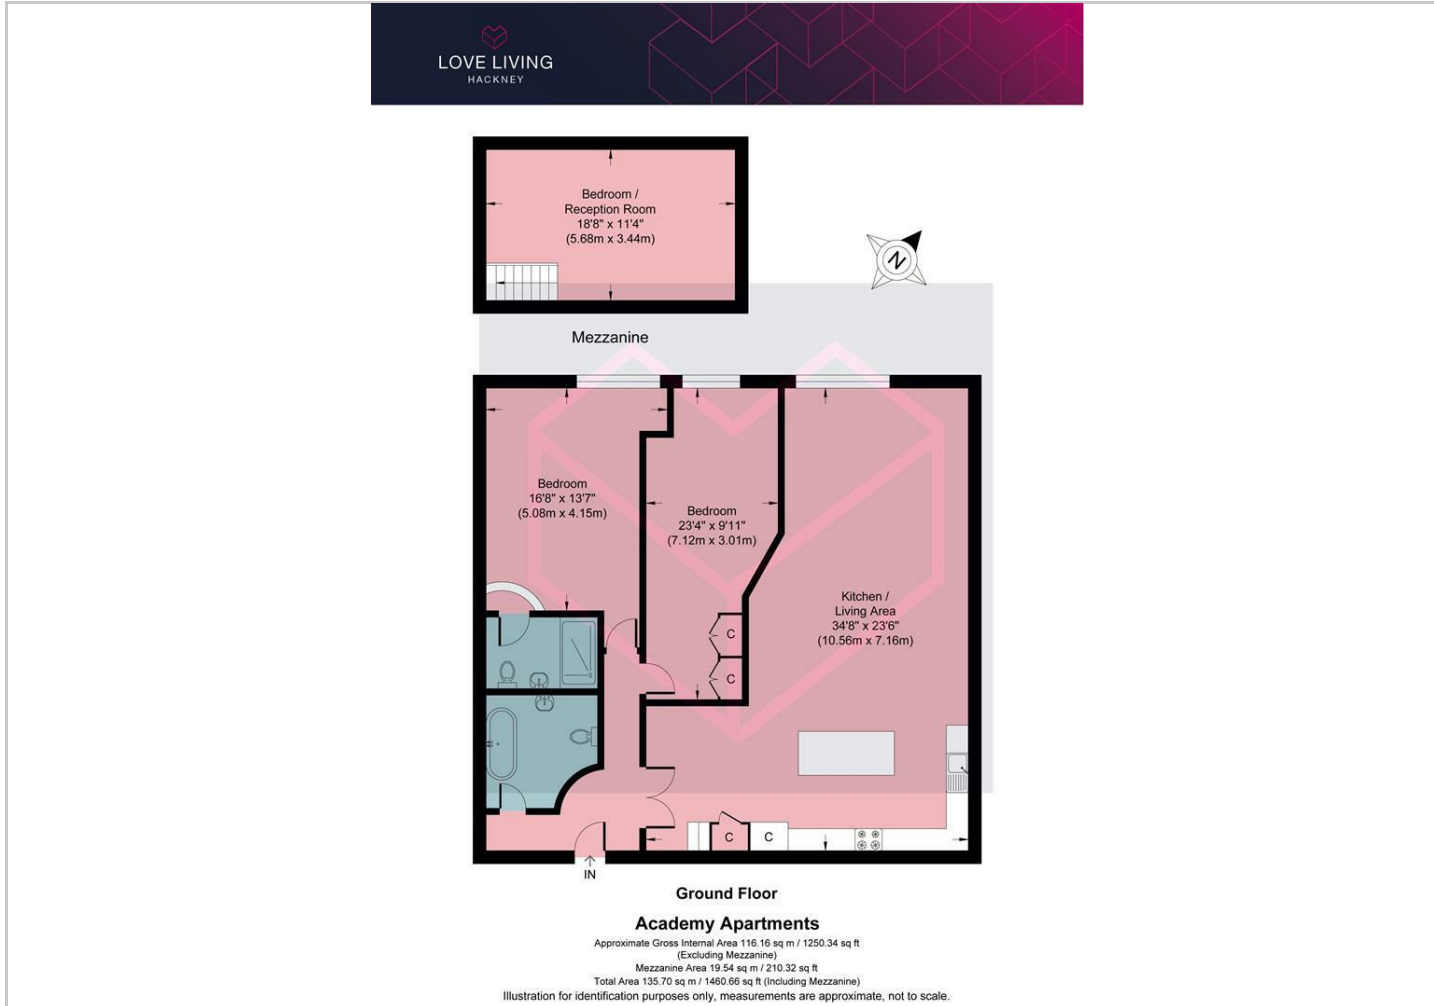 LOVE LIVING
HACKNEY
Bedroom /
Reception Room
18'8" x 11'4"
(5.68m x 3.44m)
N
Mezzanine
Bedroom
16'8" x 13'7"
(5.08m x 4.15m)
Bedroom
23'4" x 9'11"
(7.12m x 3.01m)
Kitchen /
Living Area
34'8" x 23'6"
(10.56m x 7.16m)
C
C
C
C
IN
Ground Floor
Academy Apartments
Approximate Gross Internal Area 116.16 sq m / 1250.34 sq ft
(Excluding Mezzanine)
Mezzanine Area 19.54 sq m / 210.32 sq ft
Total Area 135.70 sq m / 1460.66 sq ft (Including Mezzanine)
Illustration for identification purposes only, measurements are approximate, not to scale.